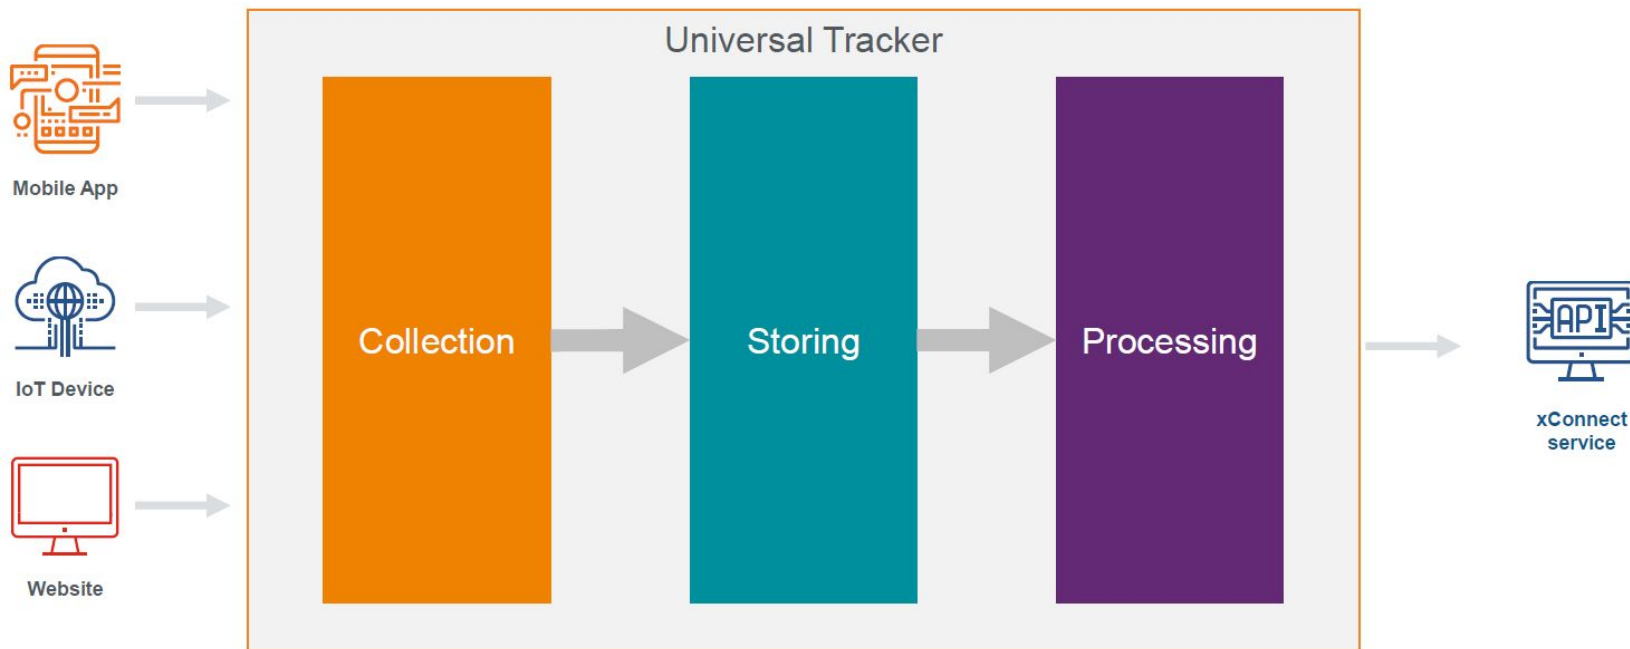 Universal Tracker
Mobile App
IoT Device
Website
Collection
Storing
Processing
API
xConnect
service